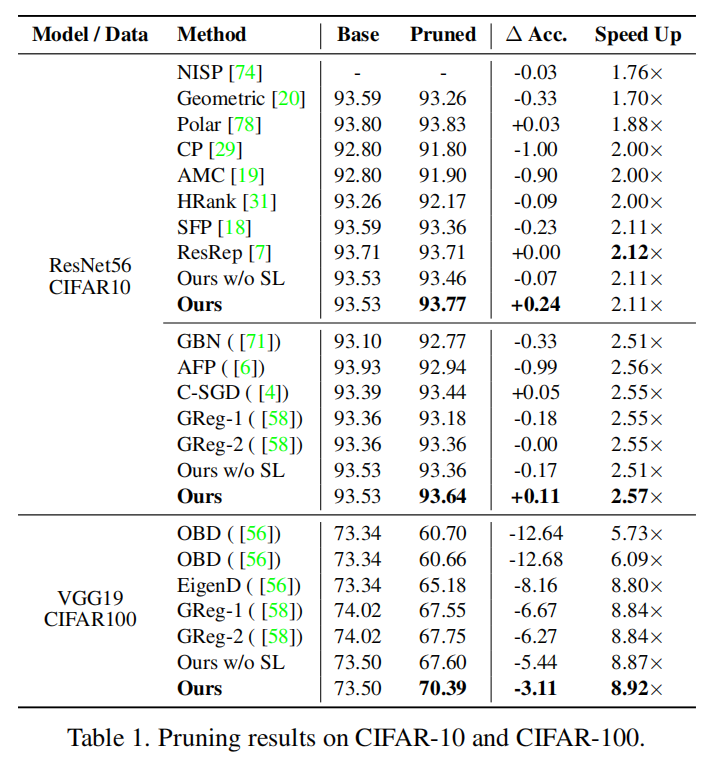 Model / Data Method Base Pruned Δ Acc. Speed Up
NISP [74] - - -0.03 1.76×
Geometric [20] 93.59 93.26 -0.33 1.70×
Polar [78] 93.80 93.83 +0.03 1.88×
CP [29] 92.80 91.80 -1.00 2.00×
AMC [19] 92.80 91.90 -0.90 2.00×
HRank [31] 93.26 92.17 -0.09 2.00×
SFP [18] 93.59 93.36 -0.23 2.11×
ResRep [7] 93.71 93.71 +0.00 2.12×
Ours w/o SL 93.53 93.46 -0.07 2.11×
Ours 93.53 93.77 +0.24 2.11×
ResNet56
CIFAR10
GBN ( [71]) 93.10 92.77 -0.33 2.51×
AFP ( [6]) 93.93 92.94 -0.99 2.56×
C-SGD ( [4]) 93.39 93.44 +0.05 2.55×
GReg-1 ( [58]) 93.36 93.18 -0.18 2.55×
GReg-2 ( [58]) 93.36 93.36 -0.00 2.55×
Ours w/o SL 93.53 93.36 -0.17 2.51×
Ours 93.53 93.64 +0.11 2.57×
OBD ( [56]) 73.34 60.70 -12.64 5.73×
OBD ( [56]) 73.34 60.66 -12.68 6.09×
EigenD ( [56]) 73.34 65.18 -8.16 8.80×
GReg-1 ( [58]) 74.02 67.55 -6.67 8.84×
GReg-2 ( [58]) 74.02 67.75 -6.27 8.84×
Ours w/o SL 73.50 67.60 -5.44 8.87×
Ours 73.50 70.39 -3.11 8.92×
VGG19
CIFAR100
Table 1. Pruning results on CIFAR-10 and CIFAR-100.